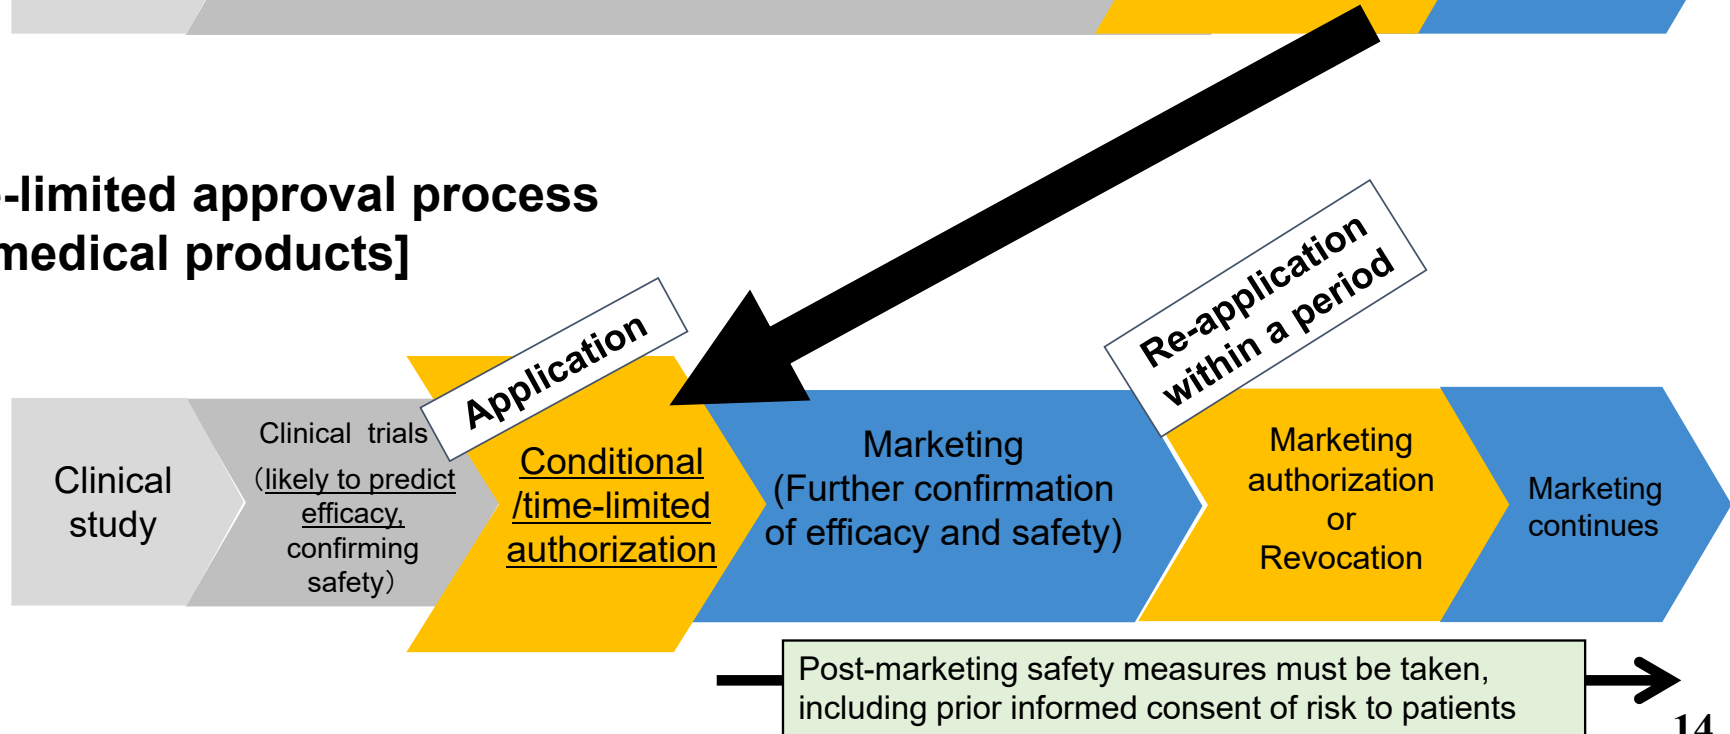 -limited approval process
medical products]
Application
Re-application
within a period
Clinical
study
Clinical trials
（likely to predict
efficacy,
confirming
safety）
Conditional
/time-limited
authorization
Marketing
(Further confirmation
of efficacy and safety)
Marketing
authorization
or
Revocation
Marketing
continues
Post-marketing safety measures must be taken,
including prior informed consent of risk to patients
14